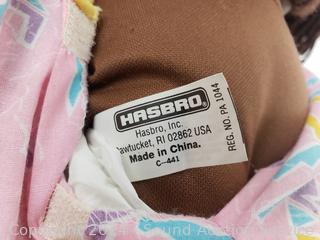 HASBRO®
Hasbro, Inc.
Pawtucket, RI 02862 USA
Made in China.
C-441
REG. NO. PA 1044